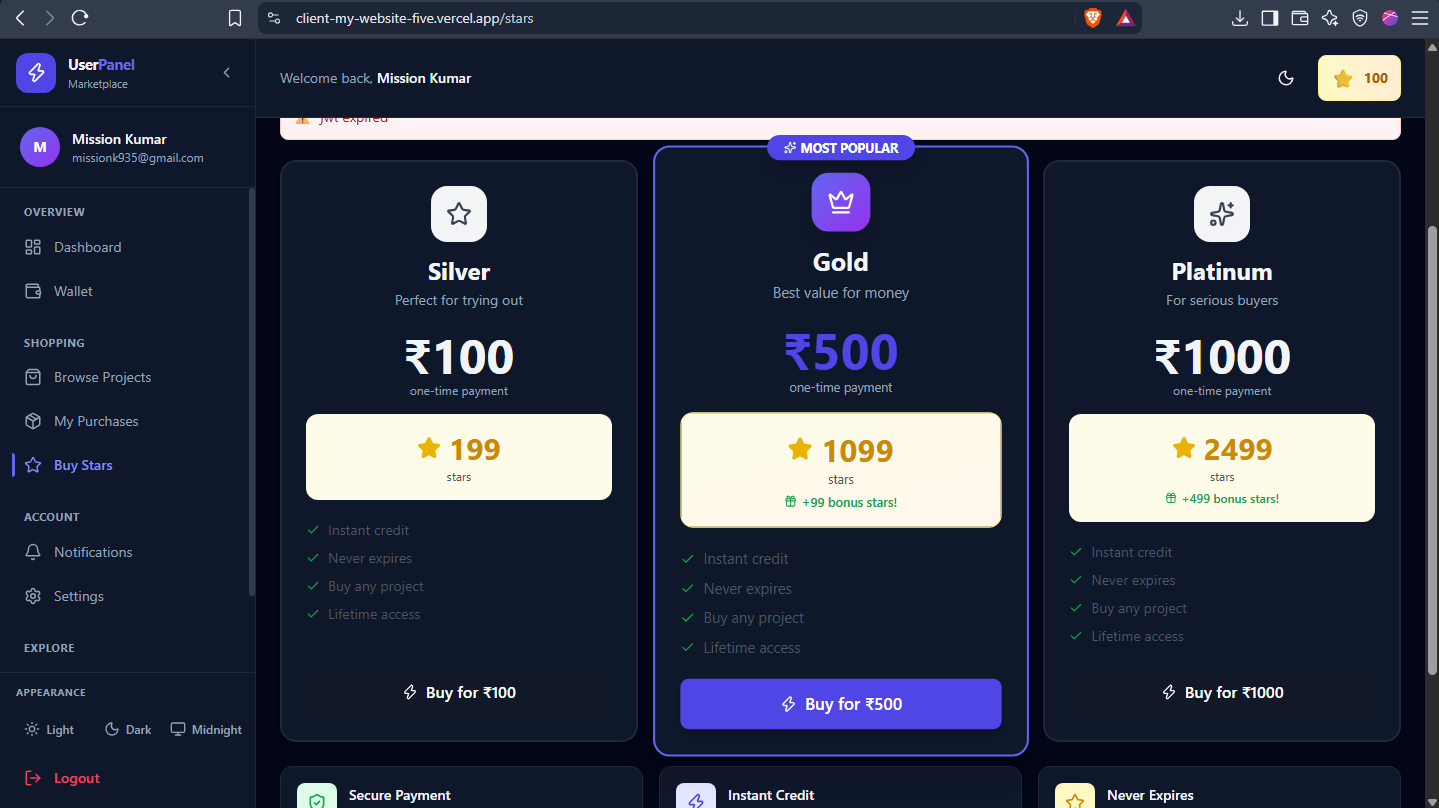 client-my-website-five.vercel.app/stars
UserPanel
Marketplace
Welcome back, Mission Kumar
100
M
Mission Kumar
missionk935@gmail.com
OVERVIEW
Dashboard
Wallet
SHOPPING
Browse Projects
My Purchases
Buy Stars
ACCOUNT
Notifications
Settings
EXPLORE
APPEARANCE
Light
Dark
Midnight
Logout
jwt expired
Silver
Perfect for trying out
₹100
one-time payment
199
stars
Instant credit
Never expires
Buy any project
Lifetime access
Buy for ₹100
MOST POPULAR
Gold
Best value for money
₹500
one-time payment
1099
stars
+99 bonus stars!
Instant credit
Never expires
Buy any project
Lifetime access
Buy for ₹500
Platinum
For serious buyers
₹1000
one-time payment
2499
stars
+499 bonus stars!
Instant credit
Never expires
Buy any project
Lifetime access
Buy for ₹1000
Secure Payment
Instant Credit
Never Expires